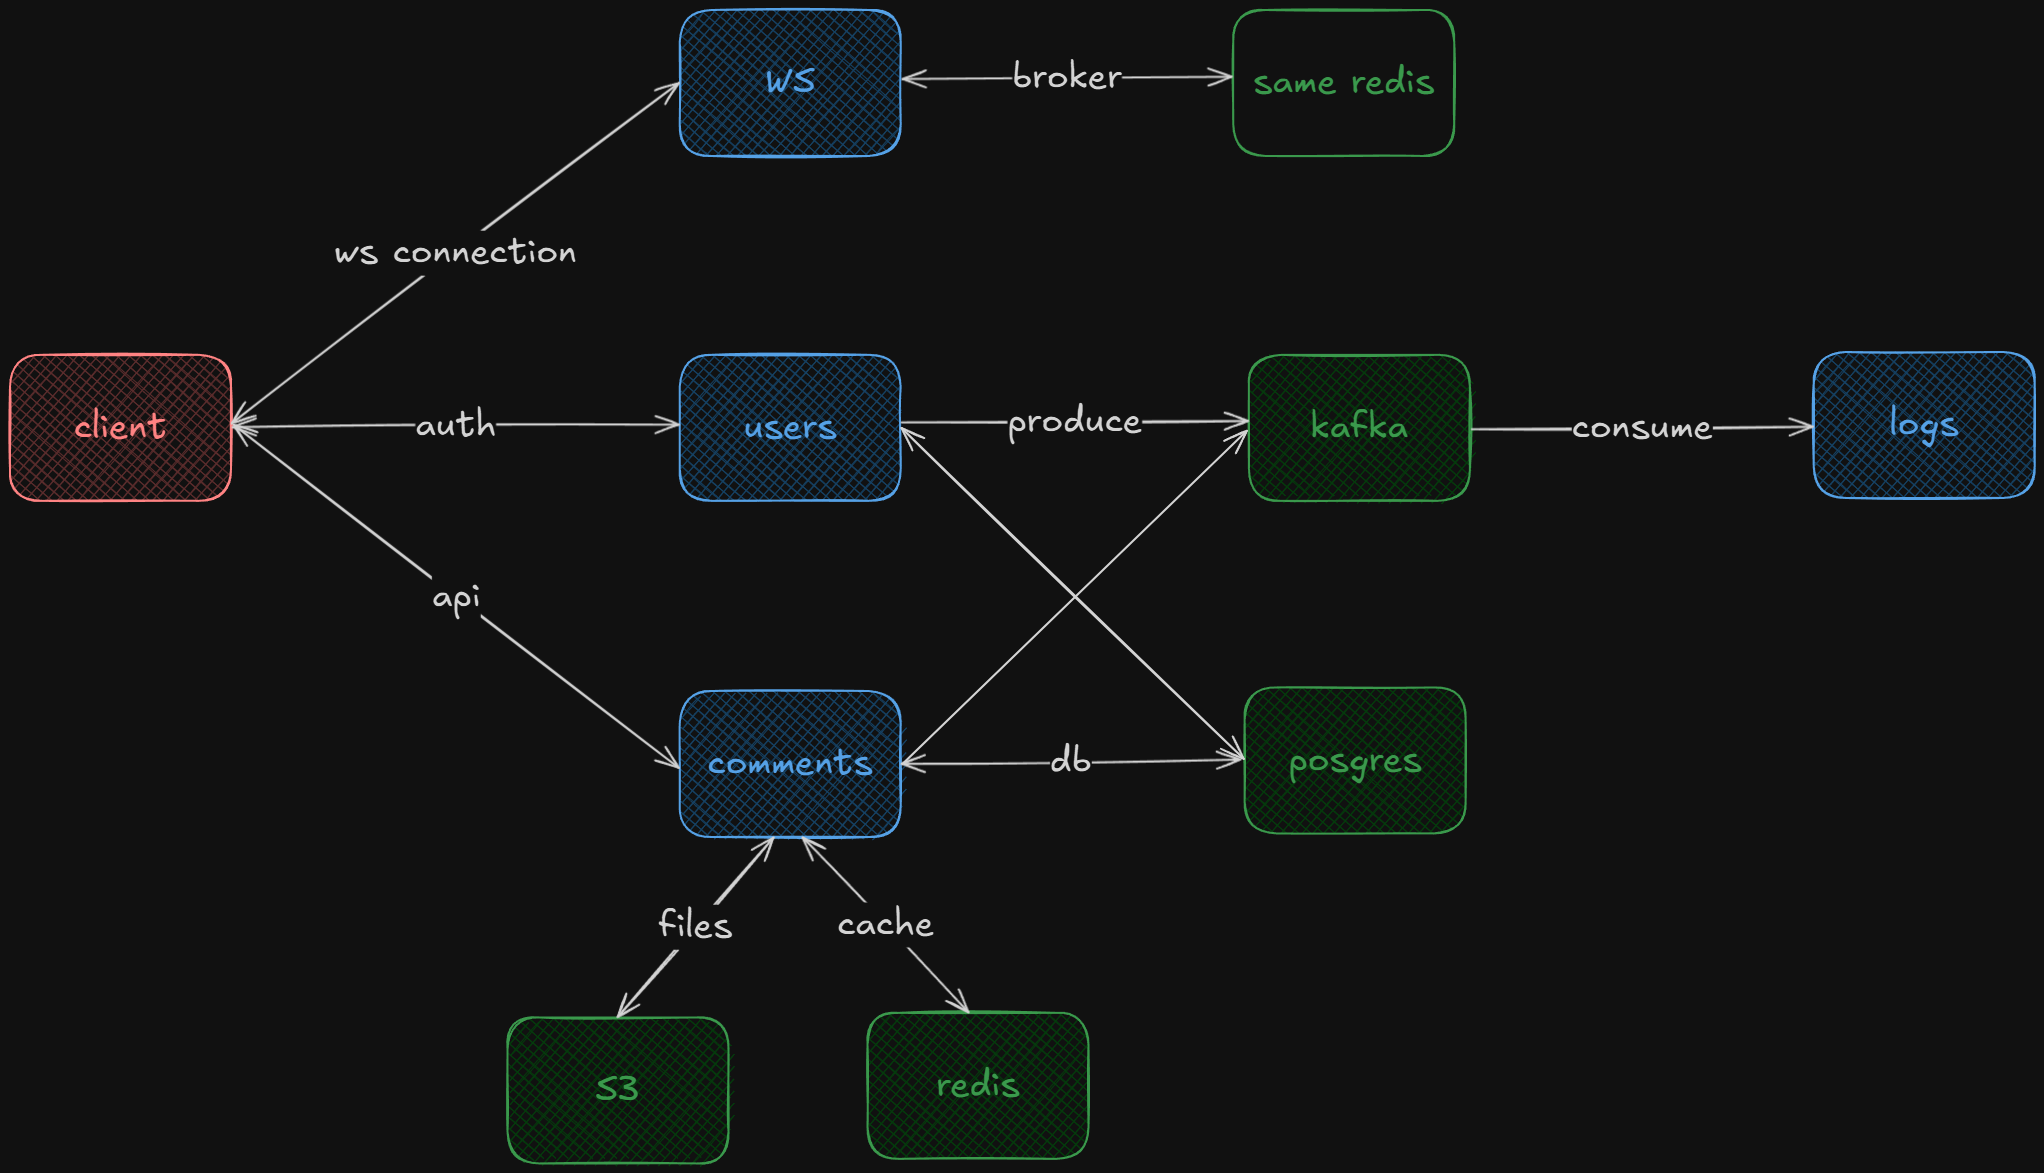 WS
broker
same redis
ws connection
client
auth
users
produce
kafka
consume
logs
api
comments
db
posgres
files
cache
S3
redis